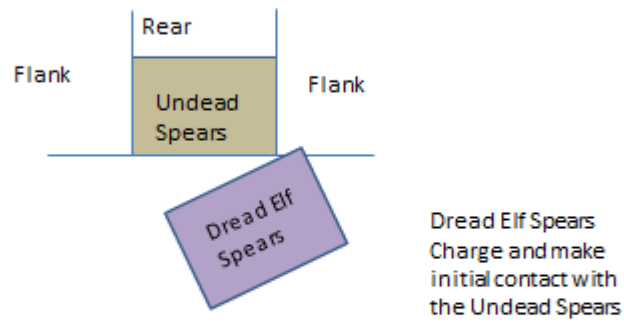 Rear
Flank
Flank
Undead
Spears
Dread Elf
Spears
Dread Elf Spears
Charge and make
initial contact with
the Undead Spears